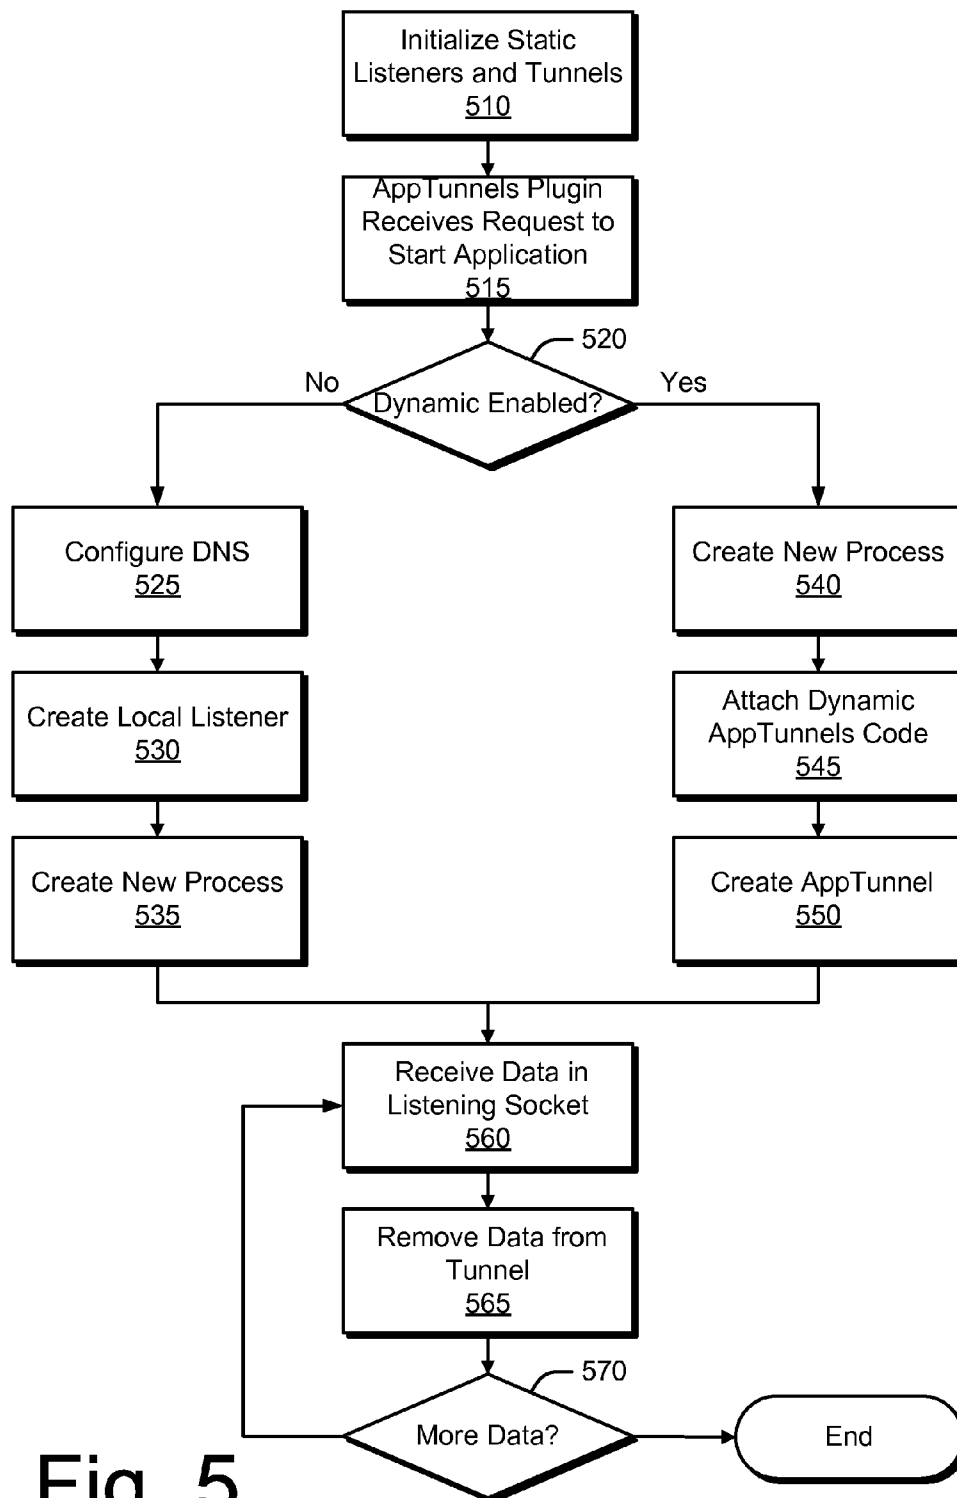 Initialize Static
Listeners and Tunnels
510
AppTunnels Plugin
Receives Request to
Start Application
515
520
No
Yes
Dynamic Enabled?
Configure DNS
525
Create New Process
540
Create Local Listener
530
Attach Dynamic
AppTunnels Code
545
Create New Process
535
Create AppTunnel
550
Receive Data in
Listening Socket
560
Remove Data from
Tunnel
565
570
More Data?
End
Fig. 5